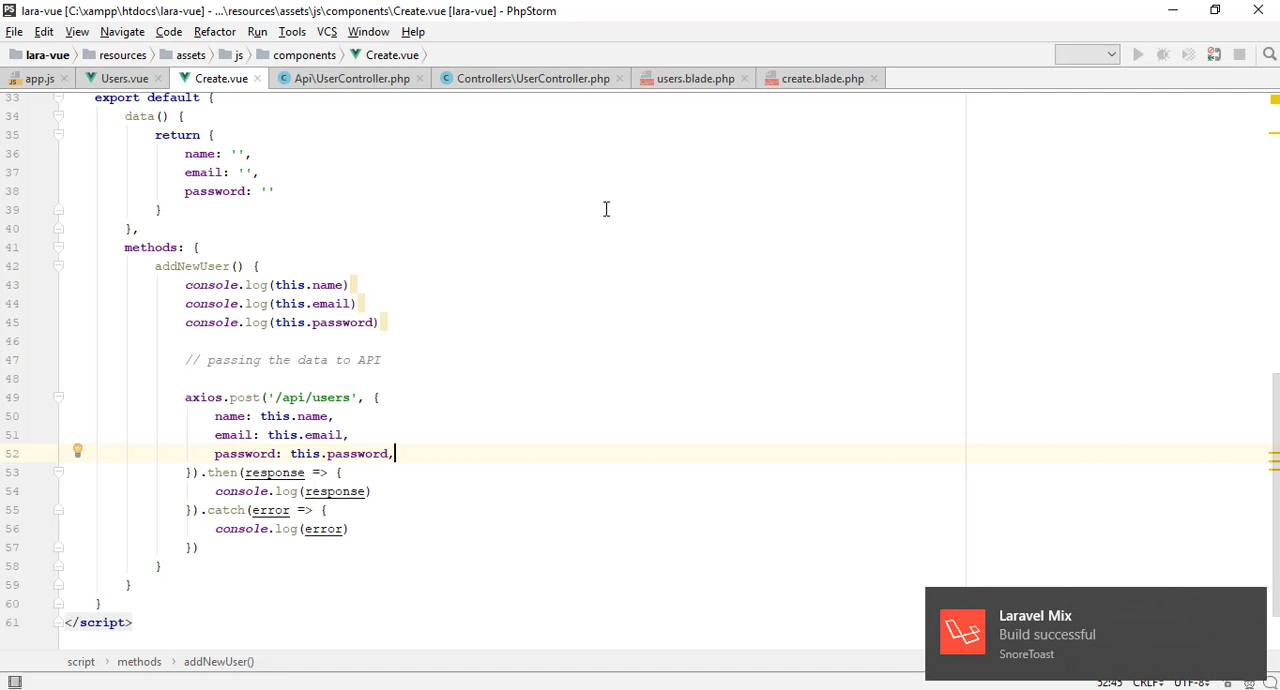 lara-vue [C:\xampp\htdocs\lara-vue] - ...\resources\assets\js\components\Create.vue [lara-vue] - PhpStorm
File Edit View Navigate Code Refactor Run Tools VCS Window Help
lara-vue resources assets js components Create.vue
app.js Users.vue Create.vue Api\UserController.php Controllers\UserController.php users.blade.php create.blade.php
33 export default {
34 data() {
35 return {
36 name: '',
37 email: '',
38 password: ''
39 }
40 },
41 methods: {
42 addNewUser() {
43 console.log(this.name)
44 console.log(this.email)
45 console.log(this.password)
46
47 // passing the data to API
48
49 axios.post('/api/users', {
50 name: this.name,
51 email: this.email,
52 password: this.password,
53 }).then(response => {
54 console.log(response)
55 }).catch(error => {
56 console.log(error)
57 })
58 }
59 }
60 }
61 </script>
Laravel Mix
Build successful
SnoreToast
script methods addNewUser()
52:45 CRLF UTF-8